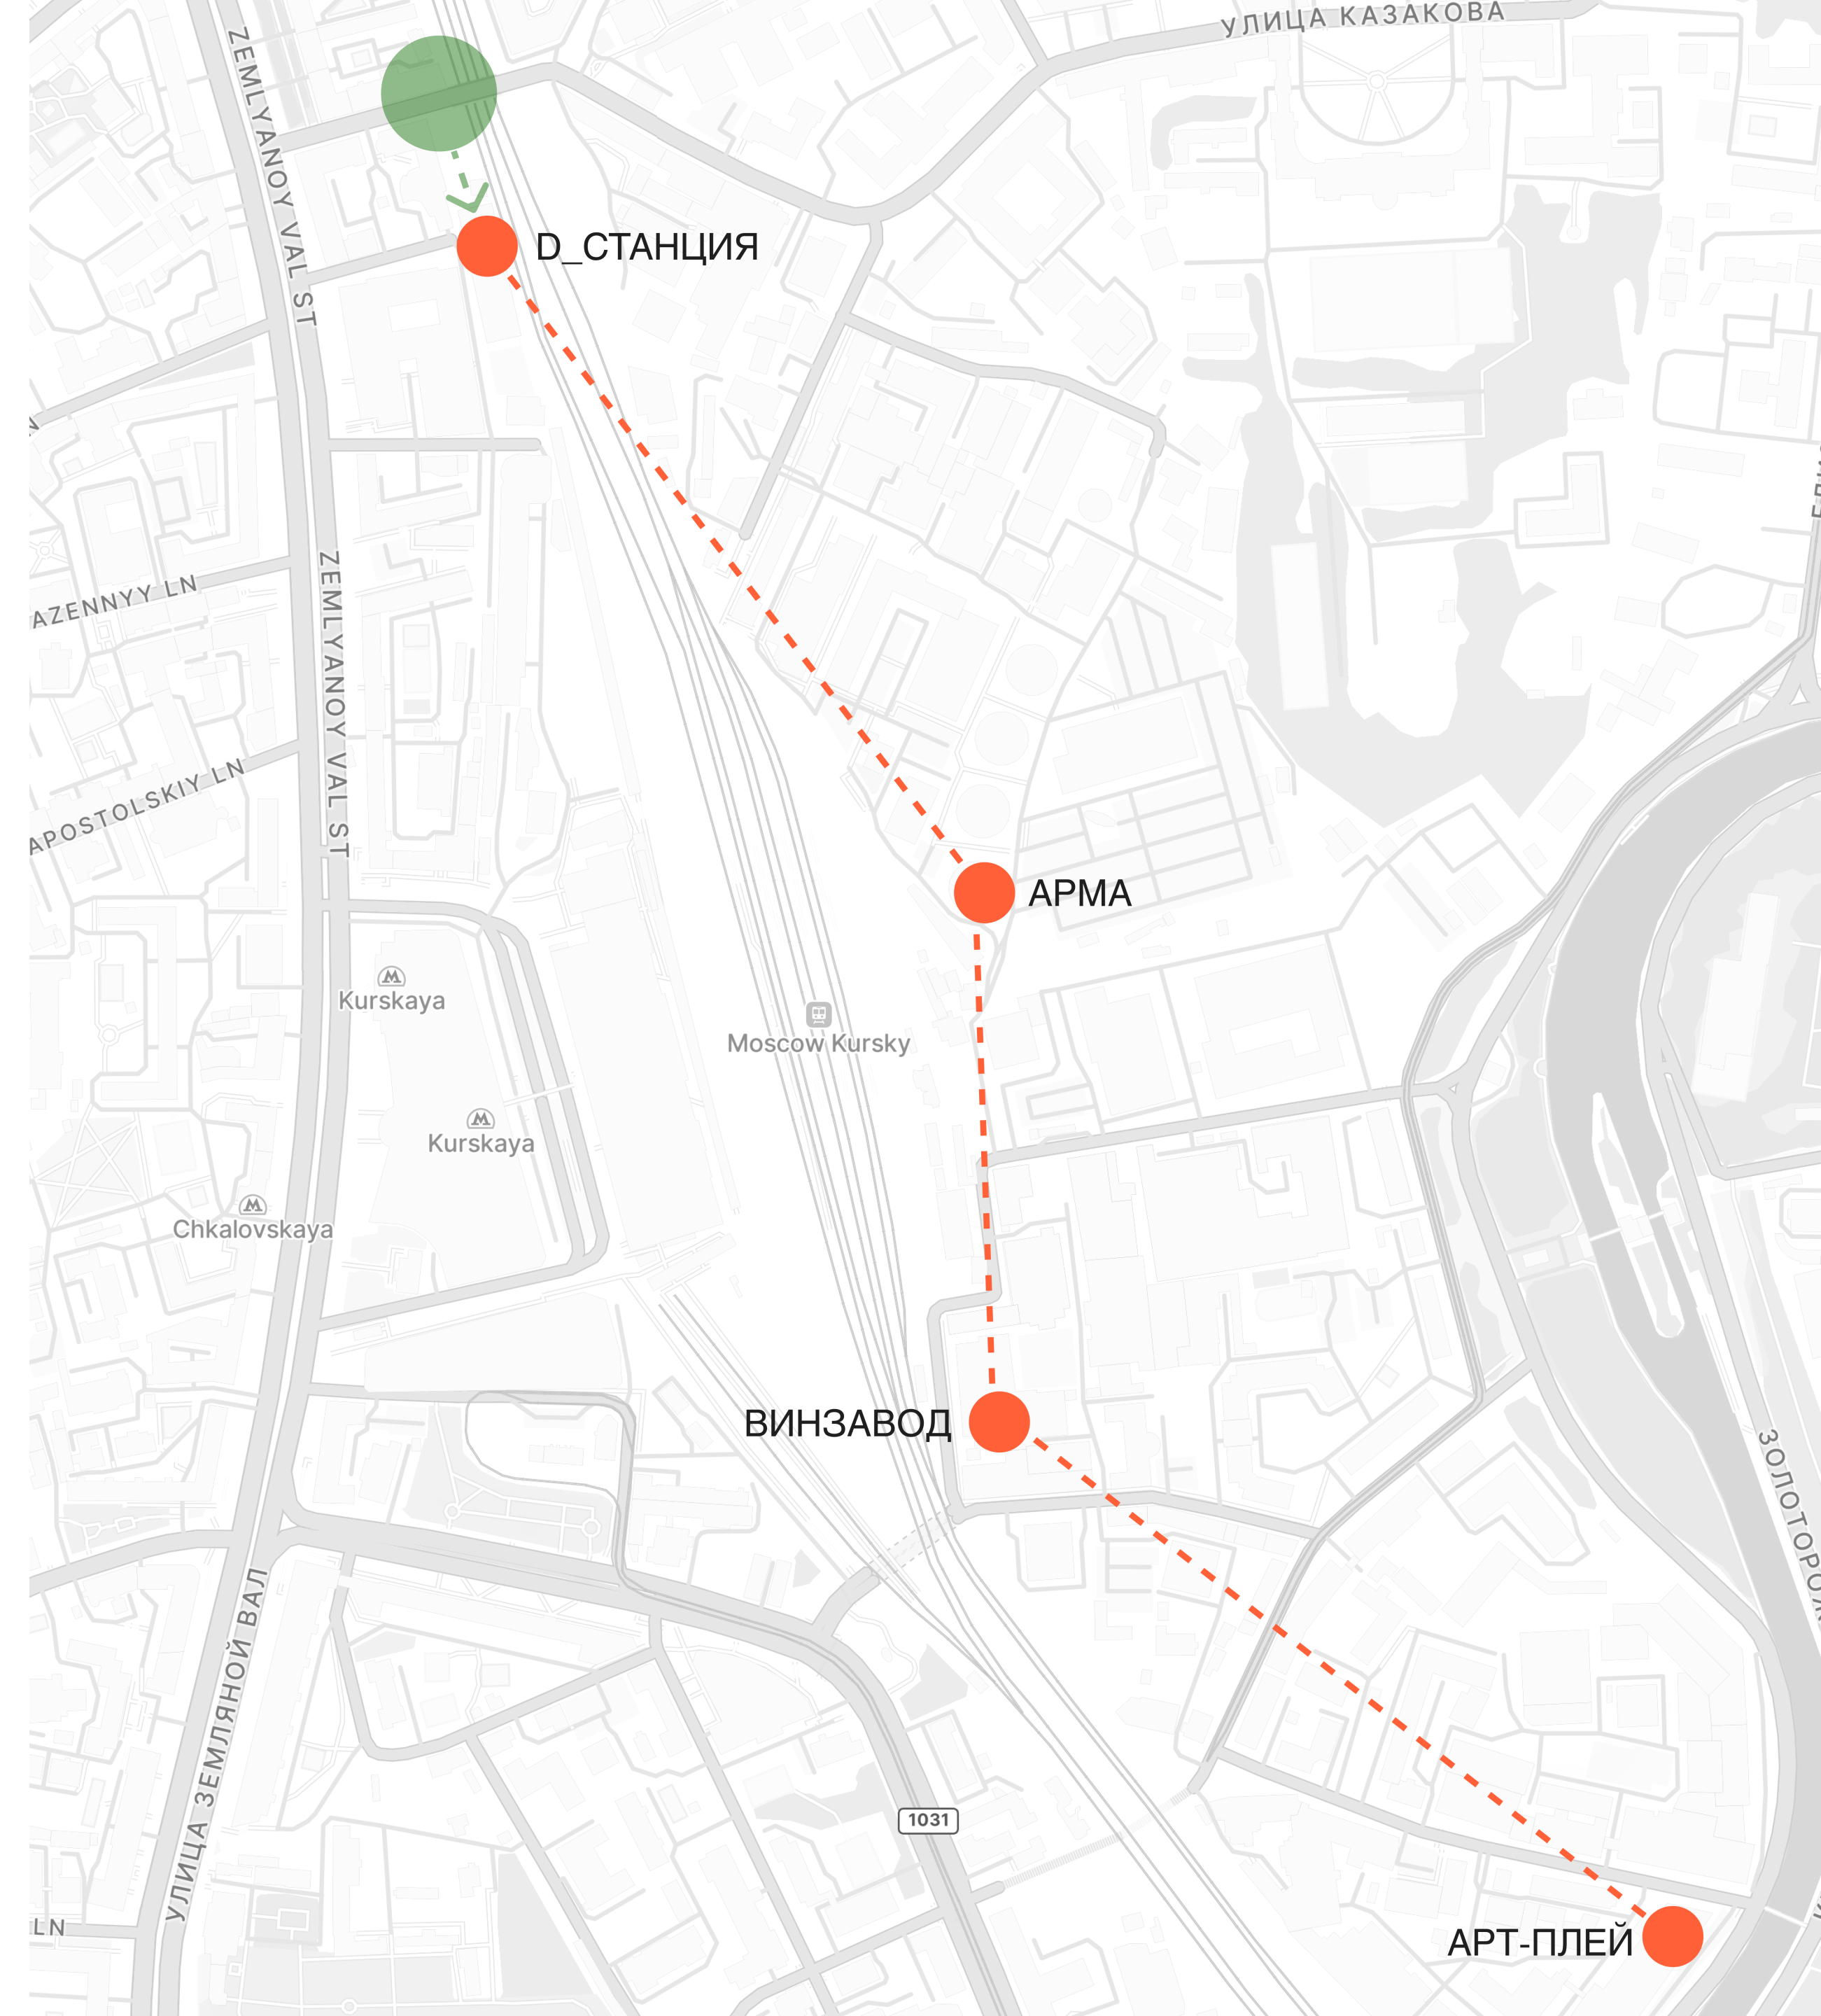 УЛИЦА КАЗАКОВА
ZEMLYANOY VAL ST
D_СТАНЦИЯ
AZENNYY LN
ZEMLYANOY VAL ST
APOSTOLSKIY LN
АРМА
Kurskaya
Moscow Kursky
Kurskaya
Chkalovskaya
ВИНЗАВОД
ЗОЛОТОРОЖ
УЛИЦА ЗЕМЛЯНОЙ ВАЛ
1031
LN
АРТ-ПЛЕЙ